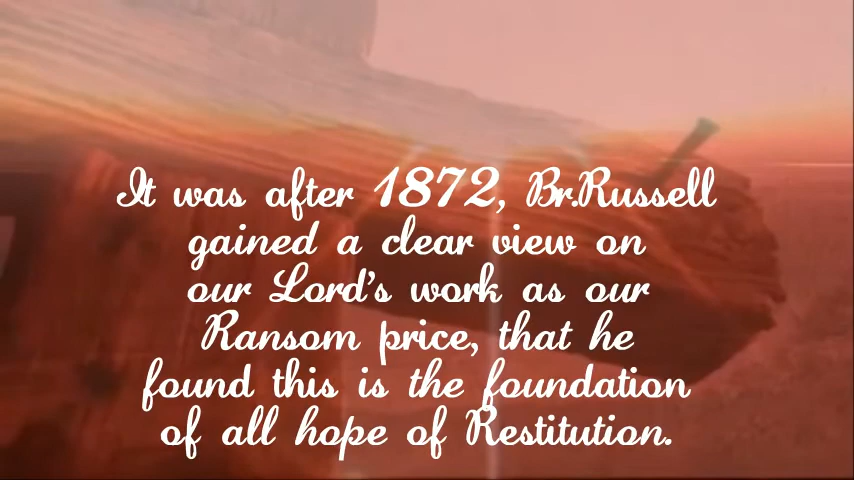 It was after 1872, Br.Russell
gained a clear view on
our Lord's work as our
Ransom price, that he
found this is the foundation
of all hope of Restitution.